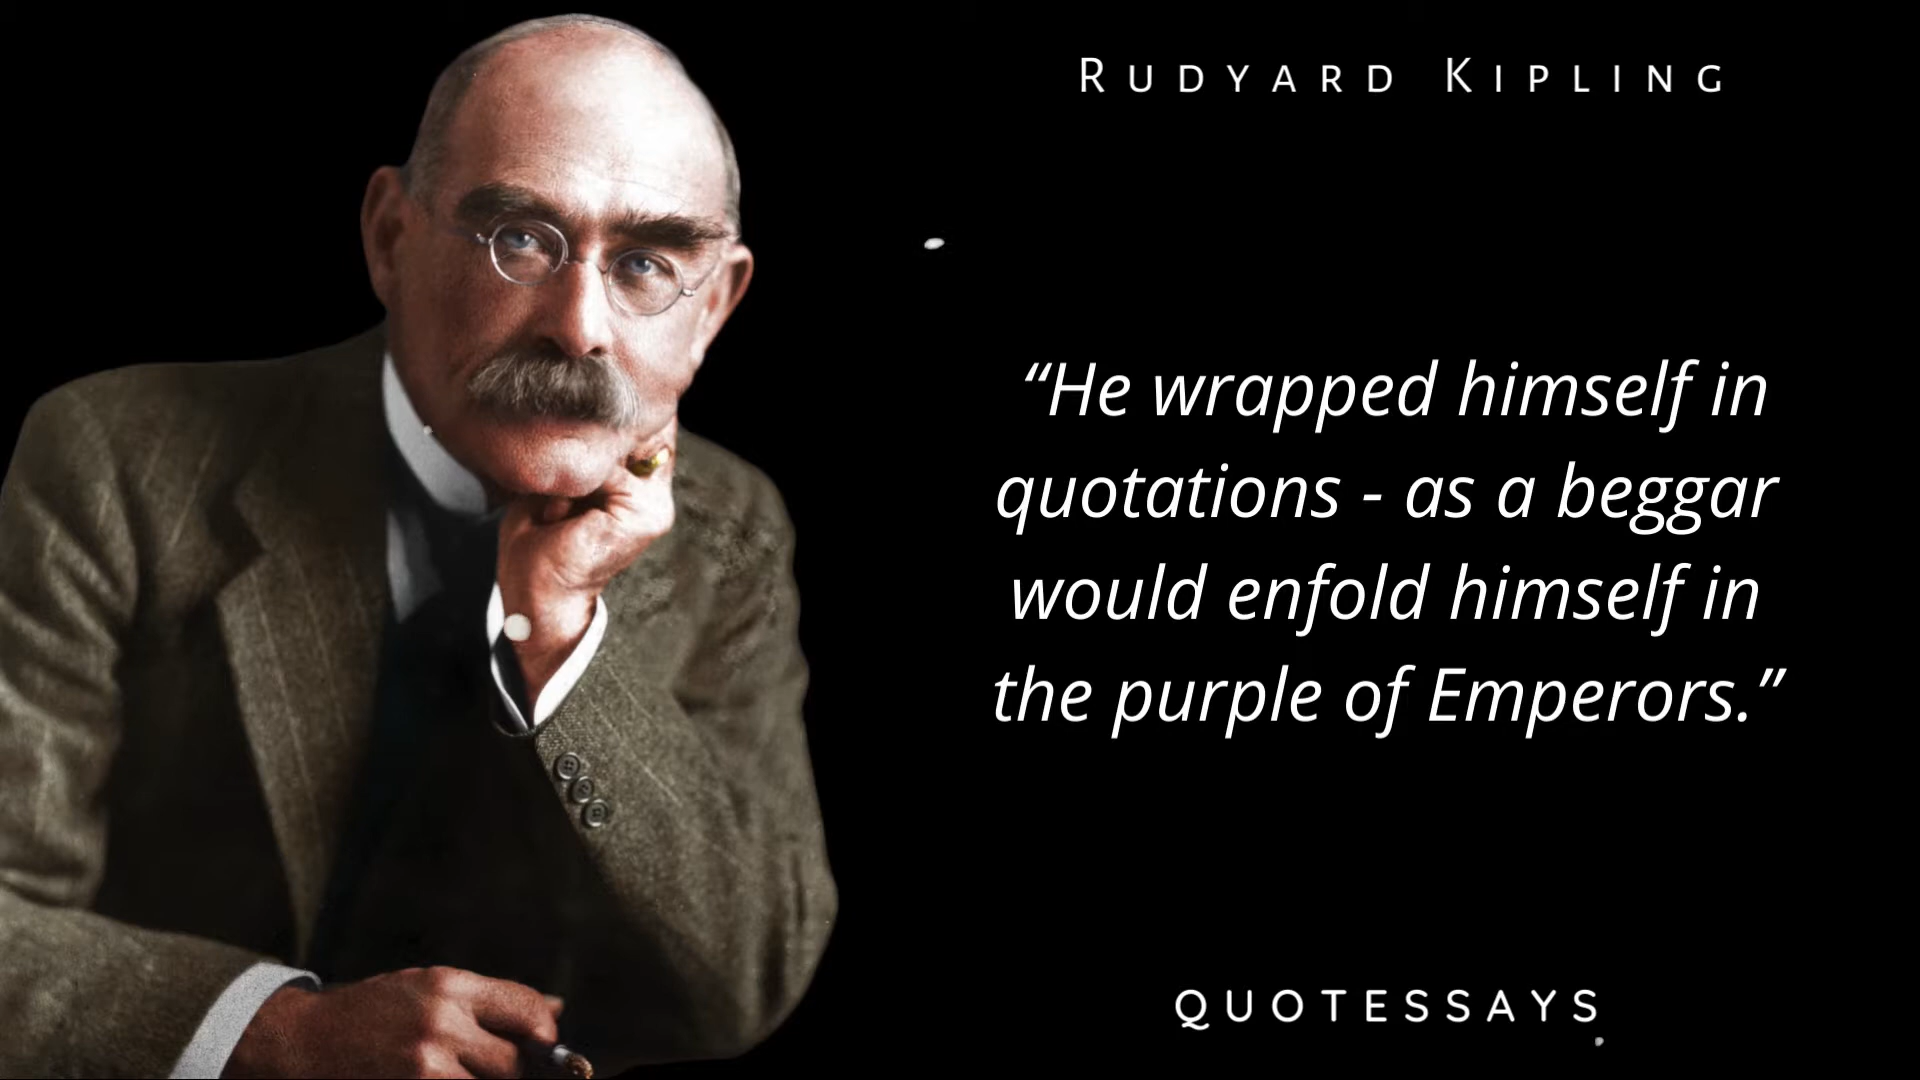 Rudyard Kipling
“He wrapped himself in
quotations - as a beggar
would enfold himself in
the purple of Emperors.”
QUOTESSAYS